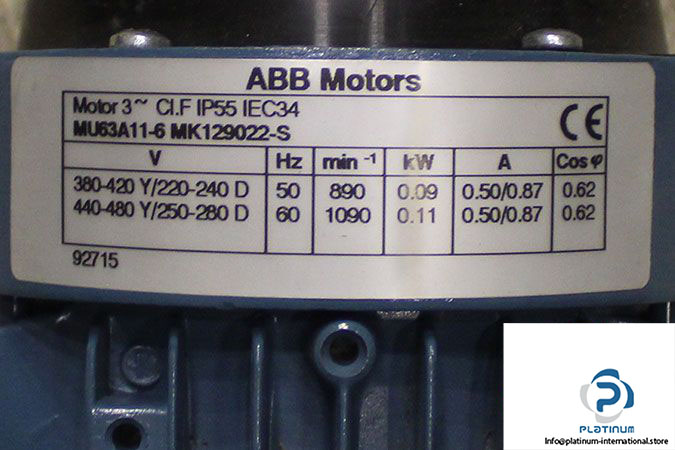 ABB Motors
Motor 3~ Cl.F IP55 IEC34
MU63A11-6 MK129022-S
CE
V Hz min -1 kW A Cos φ
380-420 Y/220-240 D 50 890 0.09 0.50/0.87 0.62
440-480 Y/250-280 D 60 1090 0.11 0.50/0.87 0.62
92715
PLATINUM
info@platinum-international.store